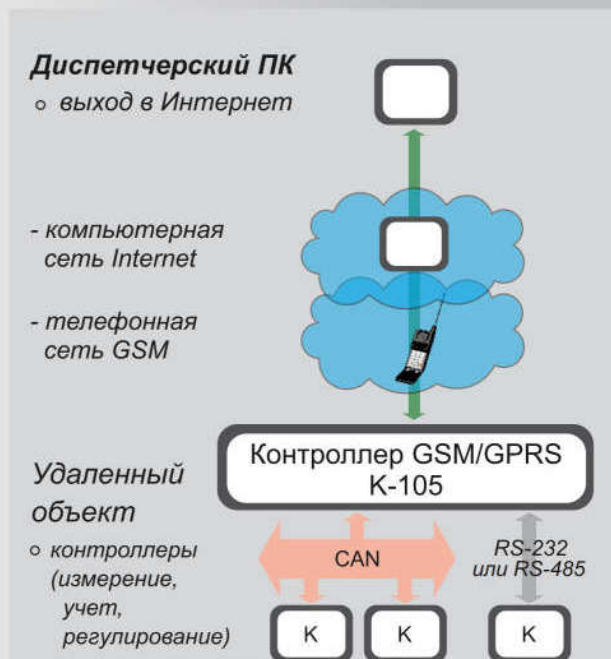 Диспетчерский ПК
○ выход в Интернет
- компьютерная
сеть Internet
- телефонная
сеть GSM
Контроллер GSM/GPRS
К-105
Удаленный
объект
○ контроллеры
(измерение,
учет,
регулирование)
CAN
RS-232
или RS-485
К
К
К